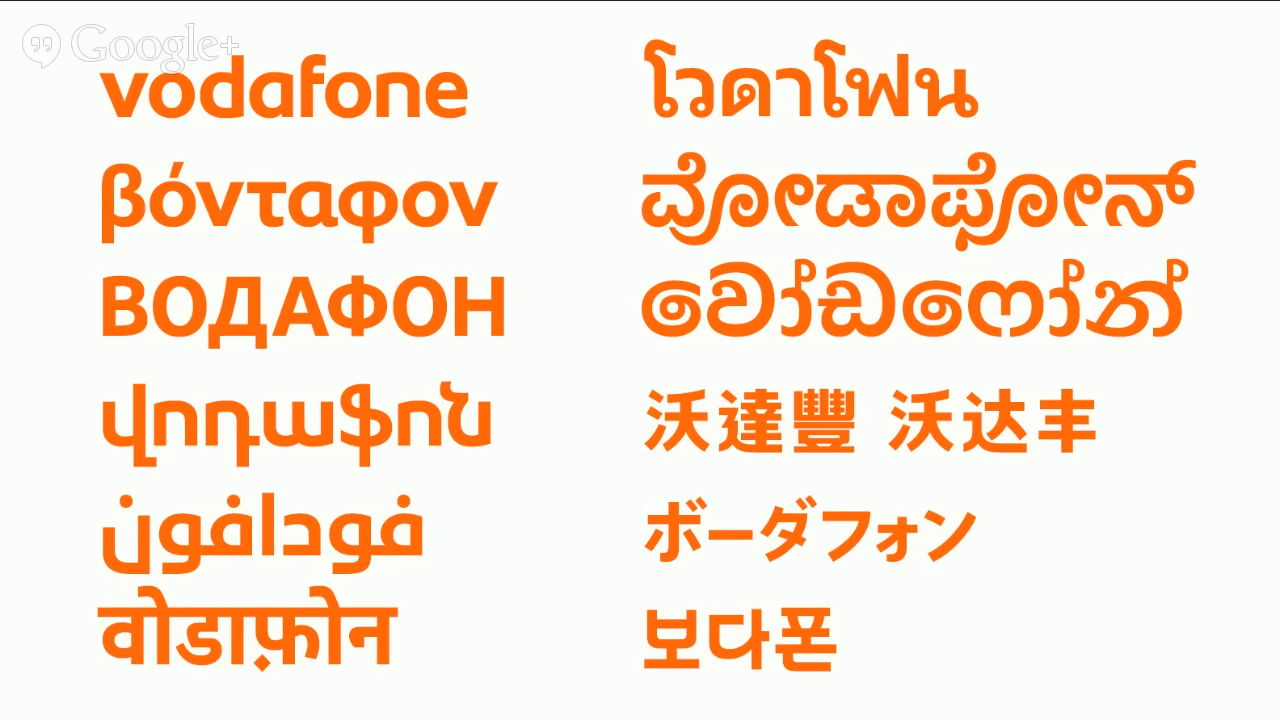 Google+
vodafone
βόνταφον
ВОДАФОН
վոդաֆոն
فودافون
वोडाफ़ोन
โวดาโฟน
ವೋಡಾಫೋನ್
වෝඩෆෝන්
沃達豐 沃达丰
ボーダフォン
보다폰